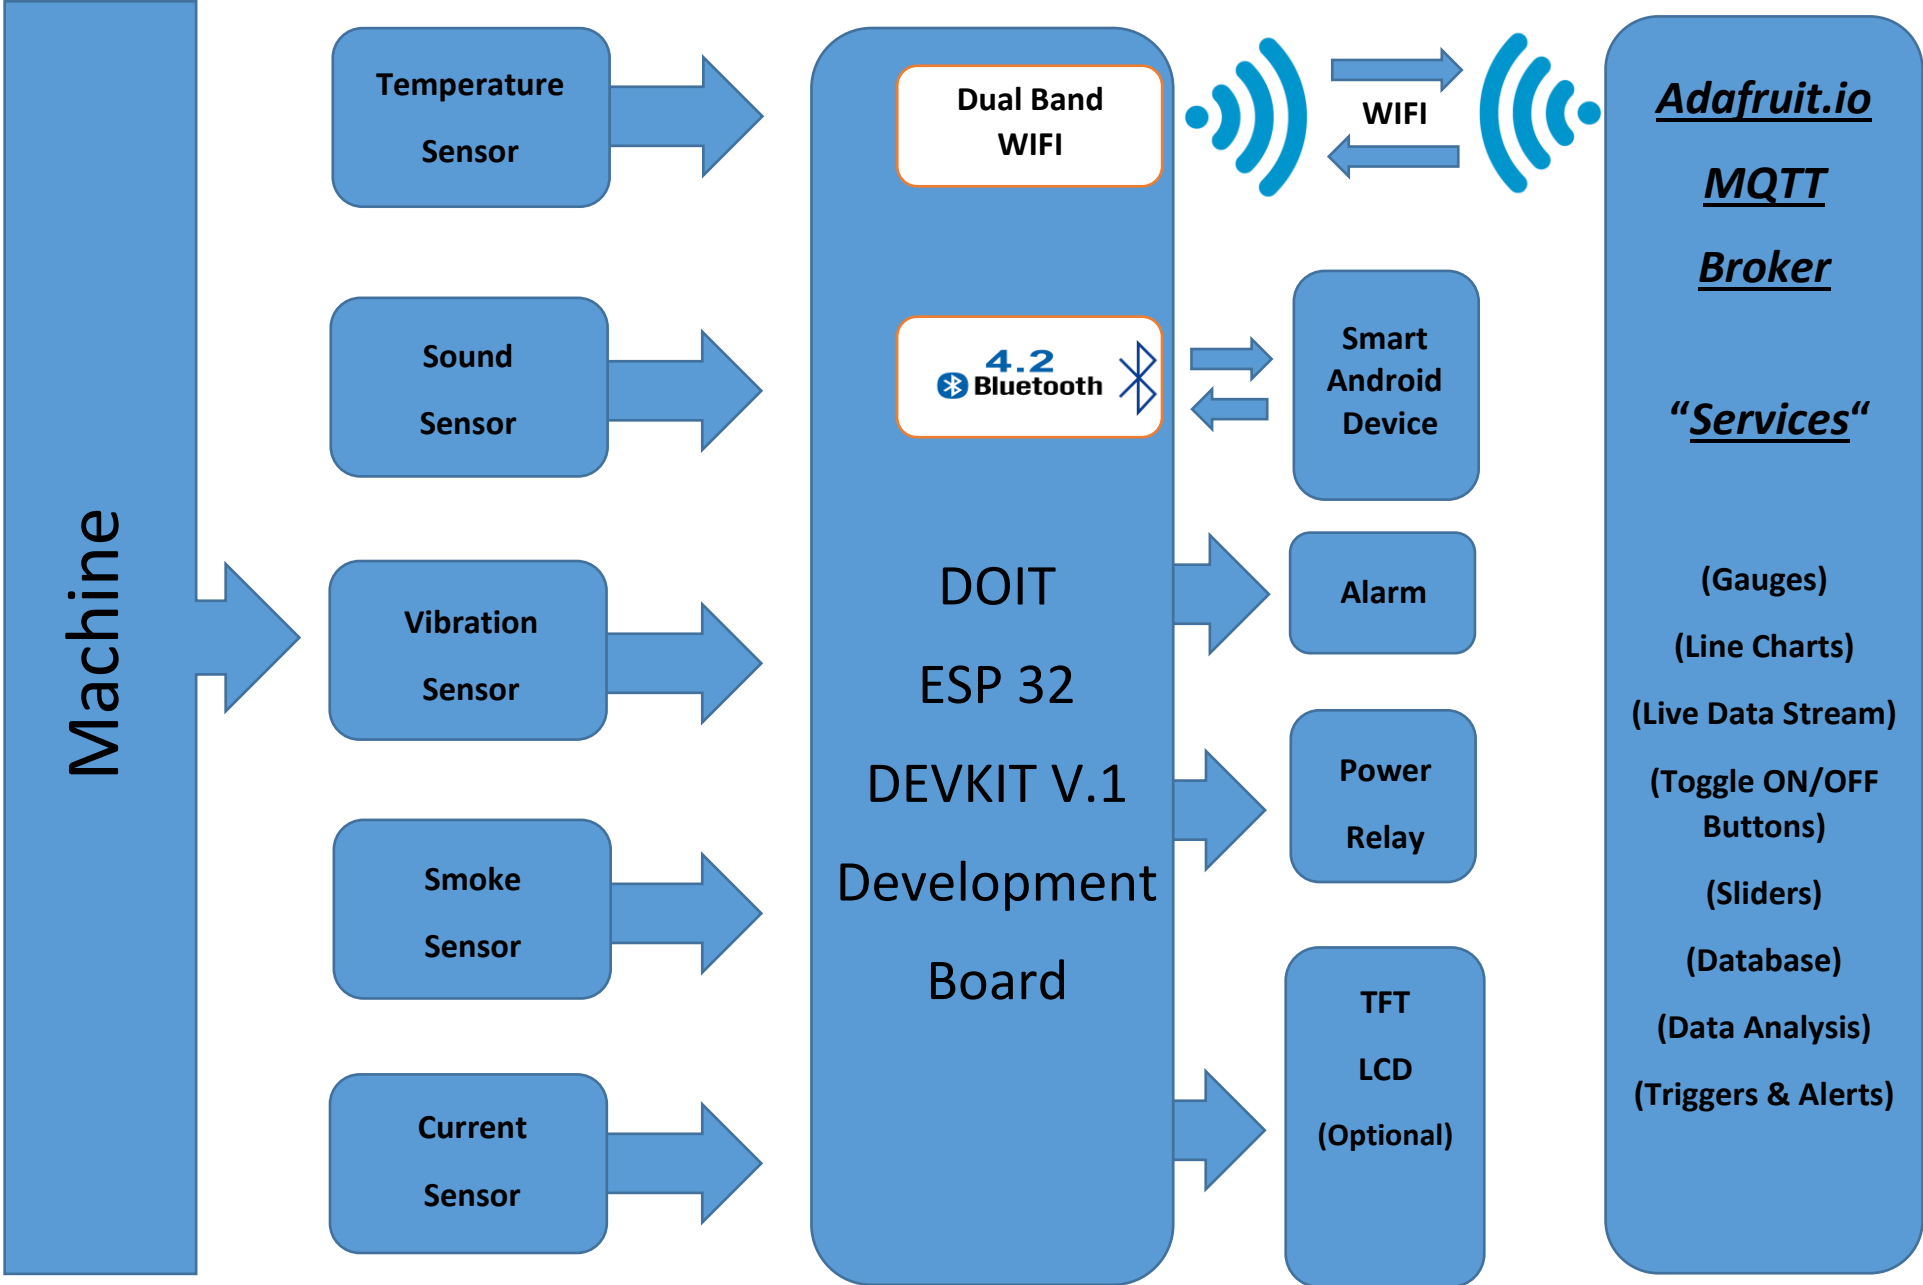 Machine
Temperature
Sensor
Sound
Sensor
Vibration
Sensor
Smoke
Sensor
Current
Sensor
Dual Band
WIFI
4.2
Bluetooth
DOIT
ESP 32
DEVKIT V.1
Development
Board
WIFI
Smart
Android
Device
Alarm
Power
Relay
TFT
LCD
(Optional)
Adafruit.io
MQTT
Broker
“Services“
(Gauges)
(Line Charts)
(Live Data Stream)
(Toggle ON/OFF
Buttons)
(Sliders)
(Database)
(Data Analysis)
(Triggers & Alerts)